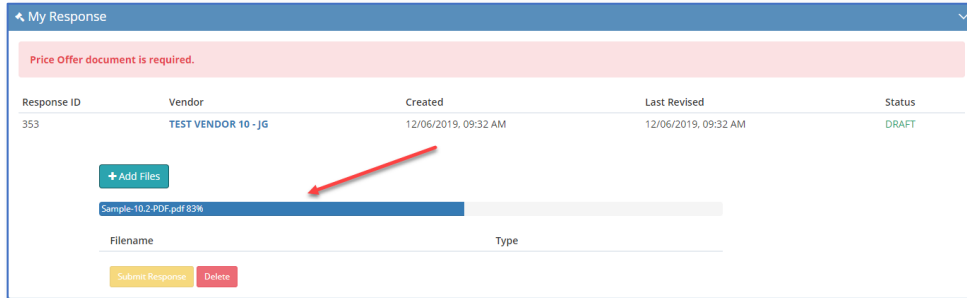 My Response
Price Offer document is required.
Response ID Vendor Created Last Revised Status
353 TEST VENDOR 10 - JG 12/06/2019, 09:32 AM 12/06/2019, 09:32 AM DRAFT
+ Add Files
Sample-10.2-PDF.pdf 83%
Filename Type
Submit Response Delete